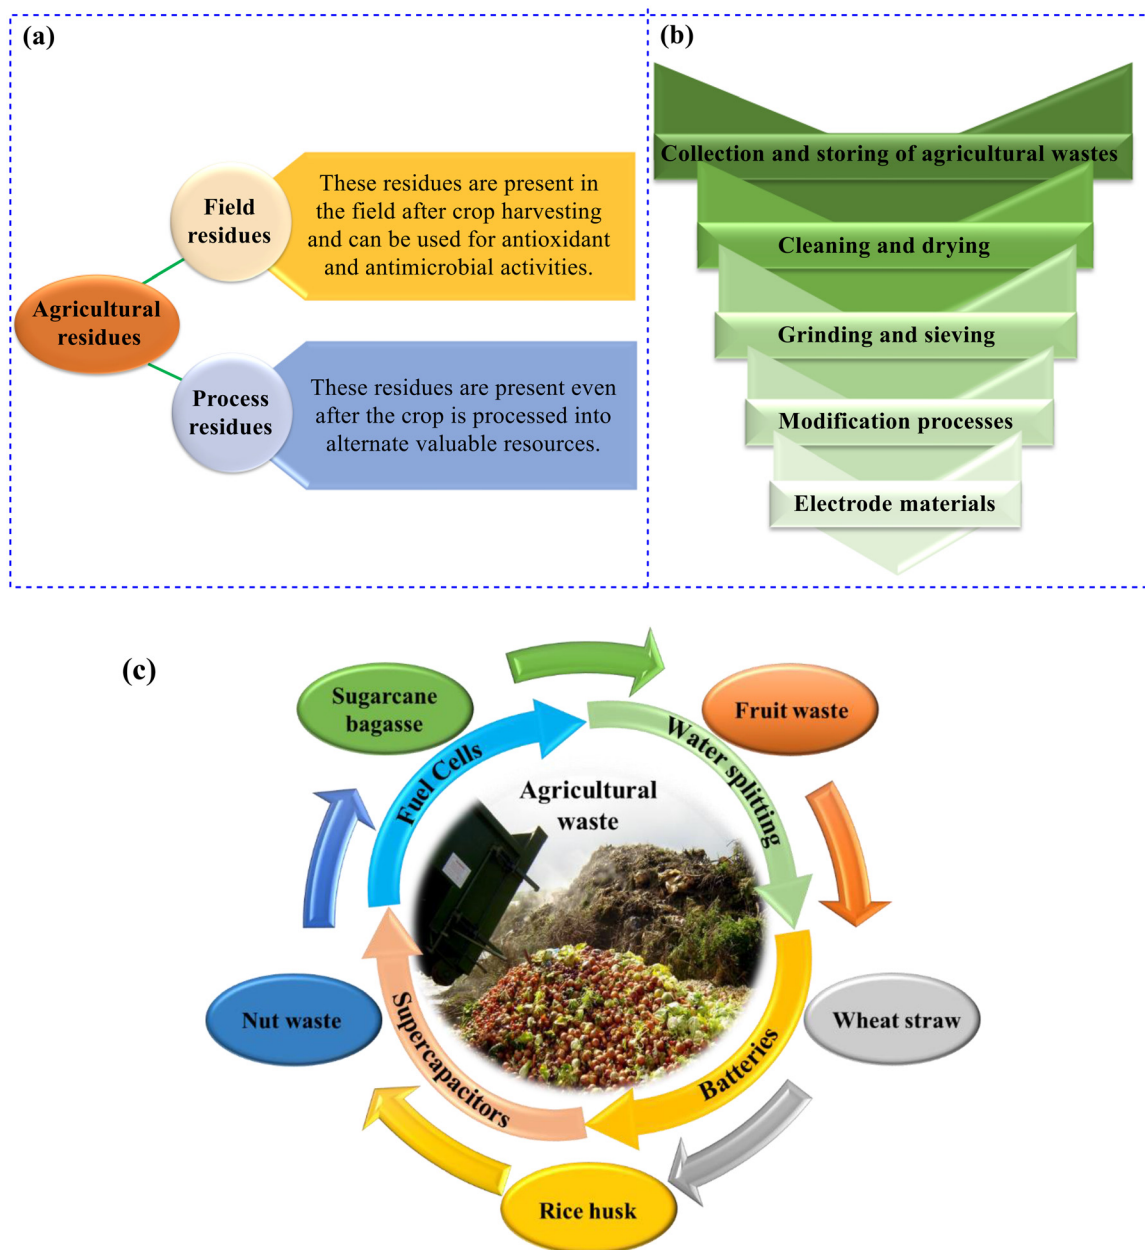 (a)
Field
residues
These residues are present in
the field after crop harvesting
and can be used for antioxidant
and antimicrobial activities.
Agricultural
residues
Process
residues
These residues are present even
after the crop is processed into
alternate valuable resources.
(b)
Collection and storing of agricultural wastes
Cleaning and drying
Grinding and sieving
Modification processes
Electrode materials
(c)
Sugarcane
bagasse
Fruit waste
Fuel Cells
Water splitting
Agricultural
waste
Nut waste
Wheat straw
Supercapacitors
Batteries
Rice husk